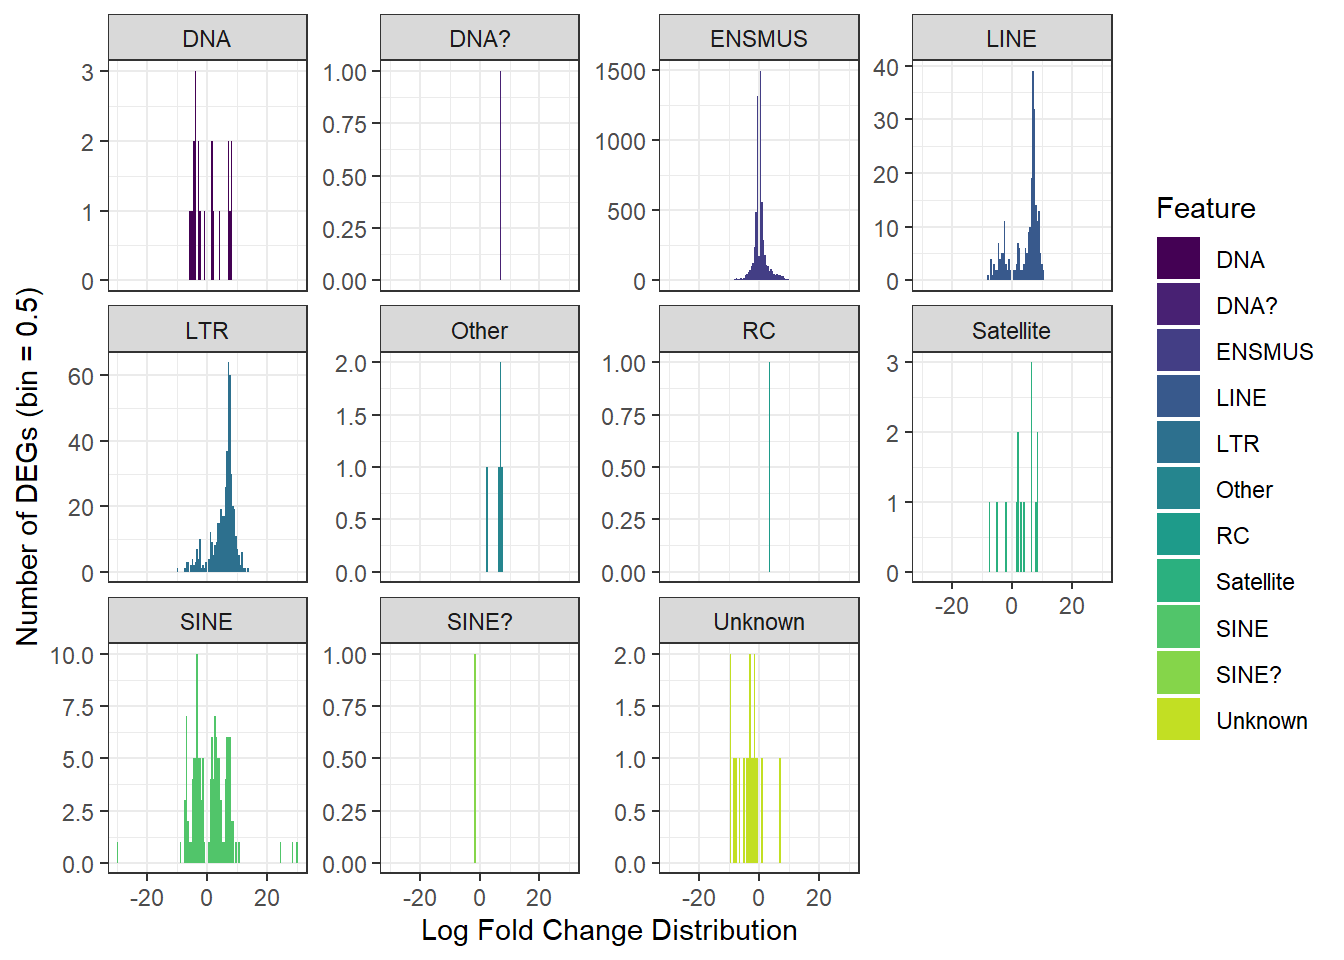 DNA
DNA?
ENSMUS
LINE
3
2
1
0
1.00
0.75
0.50
0.25
0.00
1500
1000
500
0
40
30
20
10
0
LTR
Other
RC
Satellite
60
40
20
0
2.0
1.5
1.0
0.5
0.0
1.00
0.75
0.50
0.25
0.00
3
2
1
0
-20 0 20
SINE
SINE?
Unknown
10.0
7.5
5.0
2.5
0.0
1.00
0.75
0.50
0.25
0.00
2.0
1.5
1.0
0.5
0.0
-20 0 20
-20 0 20
-20 0 20
Log Fold Change Distribution
Number of DEGs (bin = 0.5)
Feature
DNA
DNA?
ENSMUS
LINE
LTR
Other
RC
Satellite
SINE
SINE?
Unknown